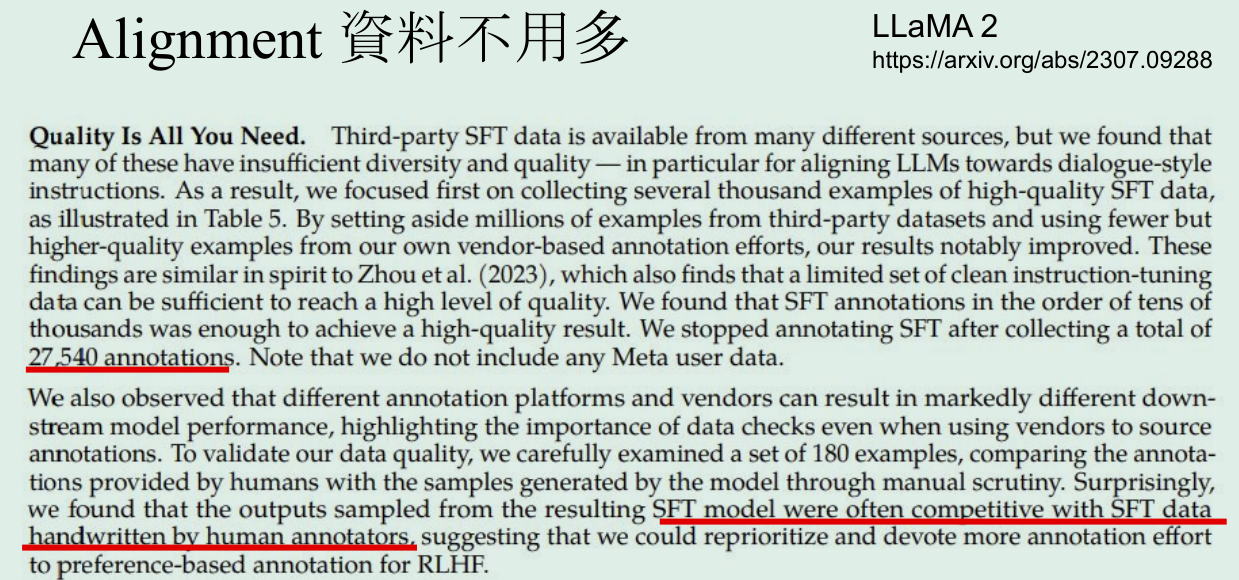 Alignment 資料不用多
LLaMA 2
https://arxiv.org/abs/2307.09288
Quality Is All You Need. Third-party SFT data is available from many different sources, but we found that
many of these have insufficient diversity and quality — in particular for aligning LLMs towards dialogue-style
instructions. As a result, we focused first on collecting several thousand examples of high-quality SFT data,
as illustrated in Table 5. By setting aside millions of examples from third-party datasets and using fewer but
higher-quality examples from our own vendor-based annotation efforts, our results notably improved. These
findings are similar in spirit to Zhou et al. (2023), which also finds that a limited set of clean instruction-tuning
data can be sufficient to reach a high level of quality. We found that SFT annotations in the order of tens of
thousands was enough to achieve a high-quality result. We stopped annotating SFT after collecting a total of
27,540 annotations. Note that we do not include any Meta user data.
We also observed that different annotation platforms and vendors can result in markedly different down-
stream model performance, highlighting the importance of data checks even when using vendors to source
annotations. To validate our data quality, we carefully examined a set of 180 examples, comparing the annota-
tions provided by humans with the samples generated by the model through manual scrutiny. Surprisingly,
we found that the outputs sampled from the resulting SFT model were often competitive with SFT data
handwritten by human annotators, suggesting that we could reprioritize and devote more annotation effort
to preference-based annotation for RLHF.